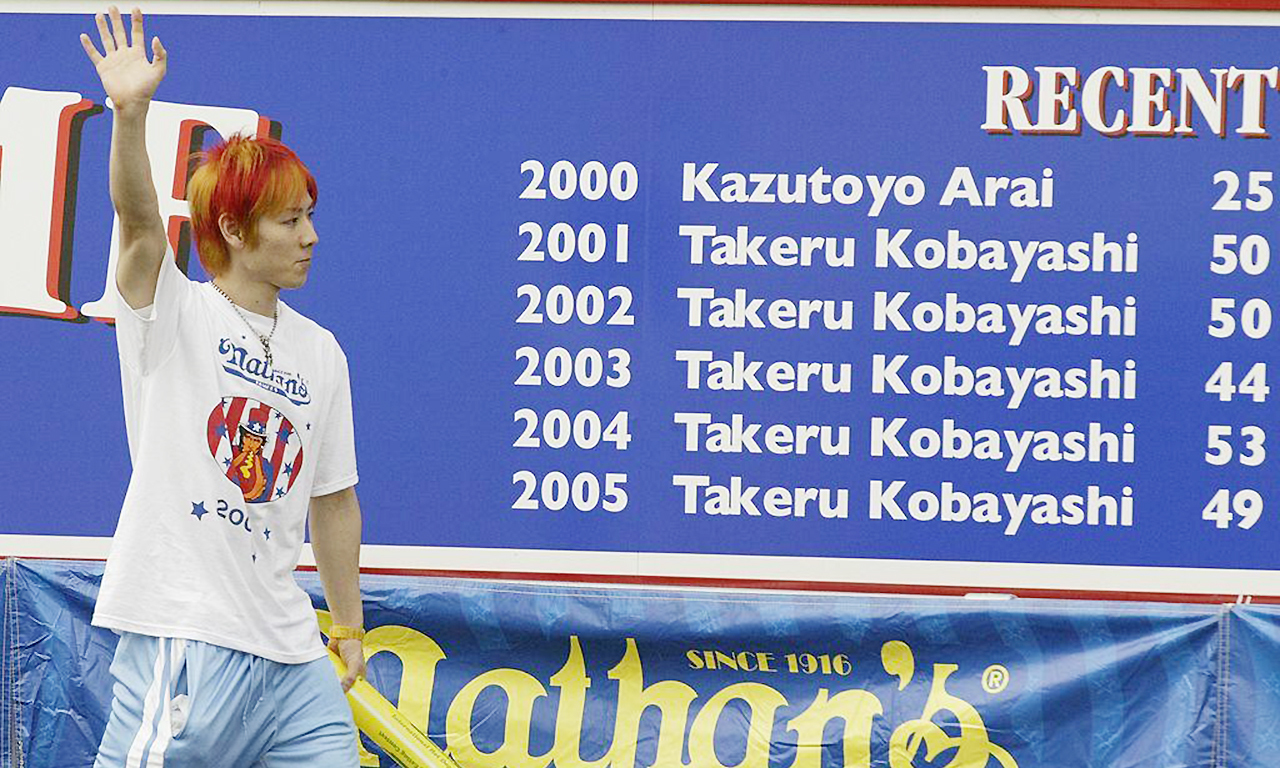 RECENT
2000 Kazutoyo Arai 25
2001 Takeru Kobayashi 50
2002 Takeru Kobayashi 50
2003 Takeru Kobayashi 44
2004 Takeru Kobayashi 53
2005 Takeru Kobayashi 49
Nathan's
SINCE 1916
Nathan's ®